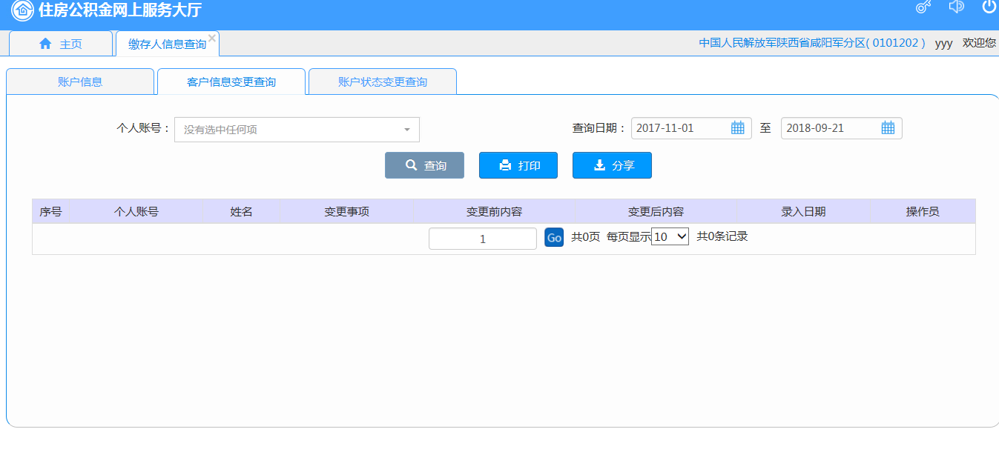 住房公积金网上服务大厅
主页 缴存人信息查询 中国人民解放军陕西省咸阳军分区( 0101202 ) yyy 欢迎您
账户信息 客户信息变更查询 账户状态变更查询
个人账号： 没有选中任何项 查询日期： 2017-11-01 至 2018-09-21
查询 打印 分享
序号 个人账号 姓名 变更事项 变更前内容 变更后内容 录入日期 操作员
1 Go 共0页 每页显示 10 共0条记录